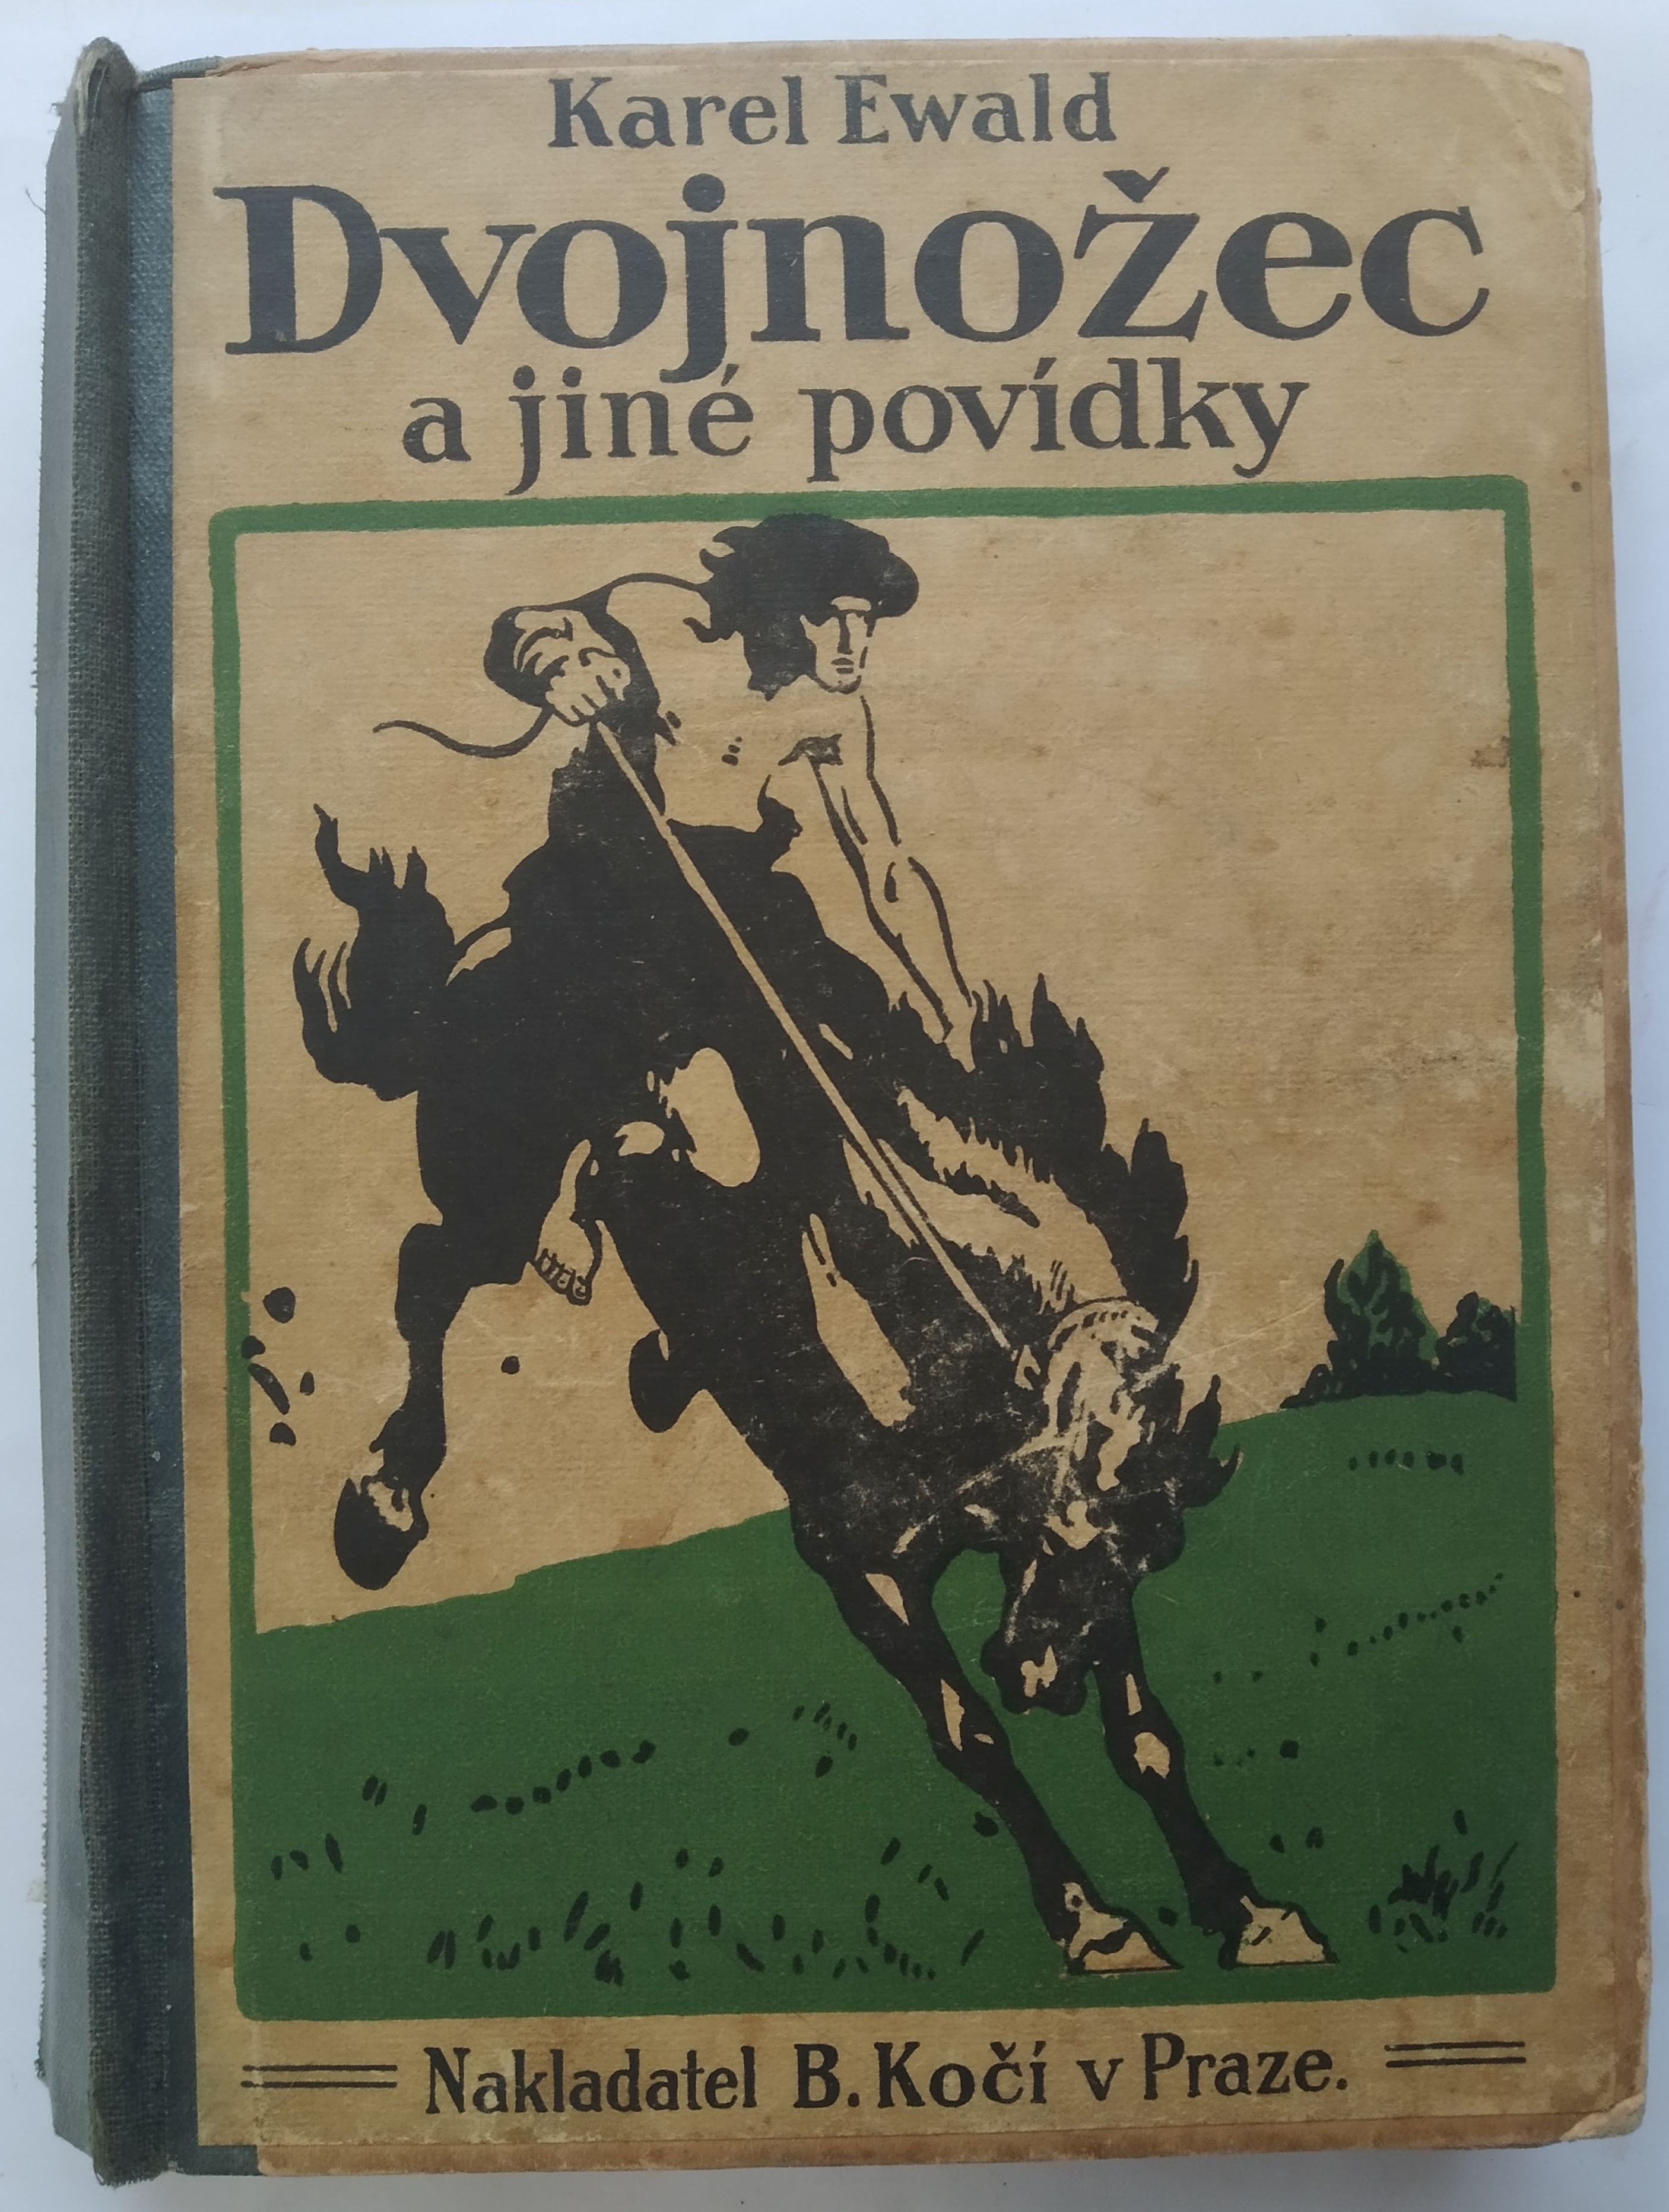 Karel Ewald
Dvojnožec
a jiné povídky
Nakladatel B. Kočí v Praze.